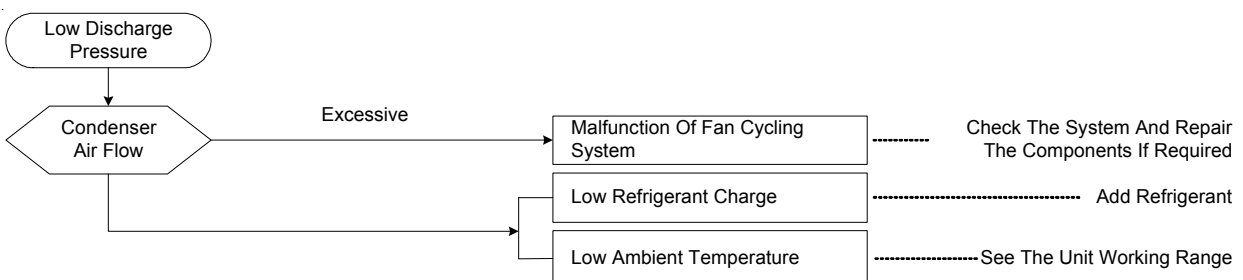 Low Discharge
Pressure
Condenser
Air Flow
Excessive
Malfunction Of Fan Cycling
System
Check The System And Repair
The Components If Required
Low Refrigerant Charge
Add Refrigerant
Low Ambient Temperature
See The Unit Working Range